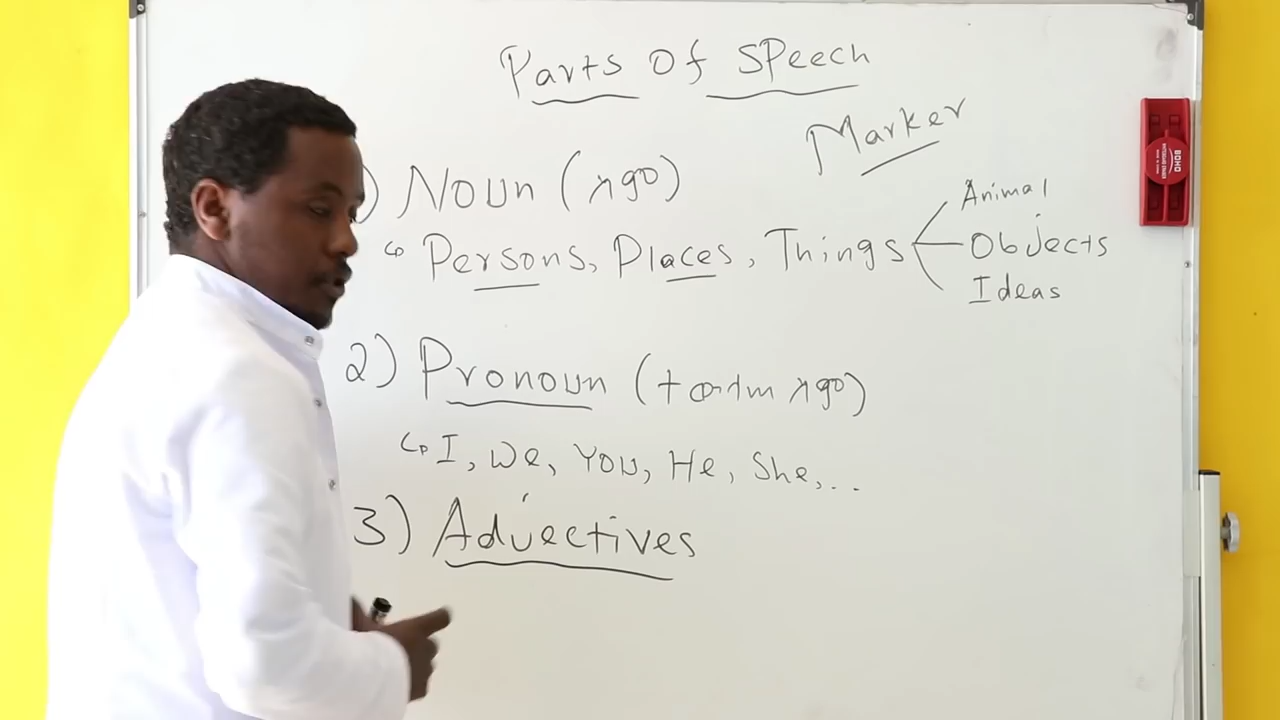 Parts of speech
Marker
) Noun (ስም)
↳ Persons, Places, Things
Animal
Objects
Ideas
2) Pronoun (ተውላጠ ስም)
↳ I, We, You, He, She,...
3) Adjectives
BOHO